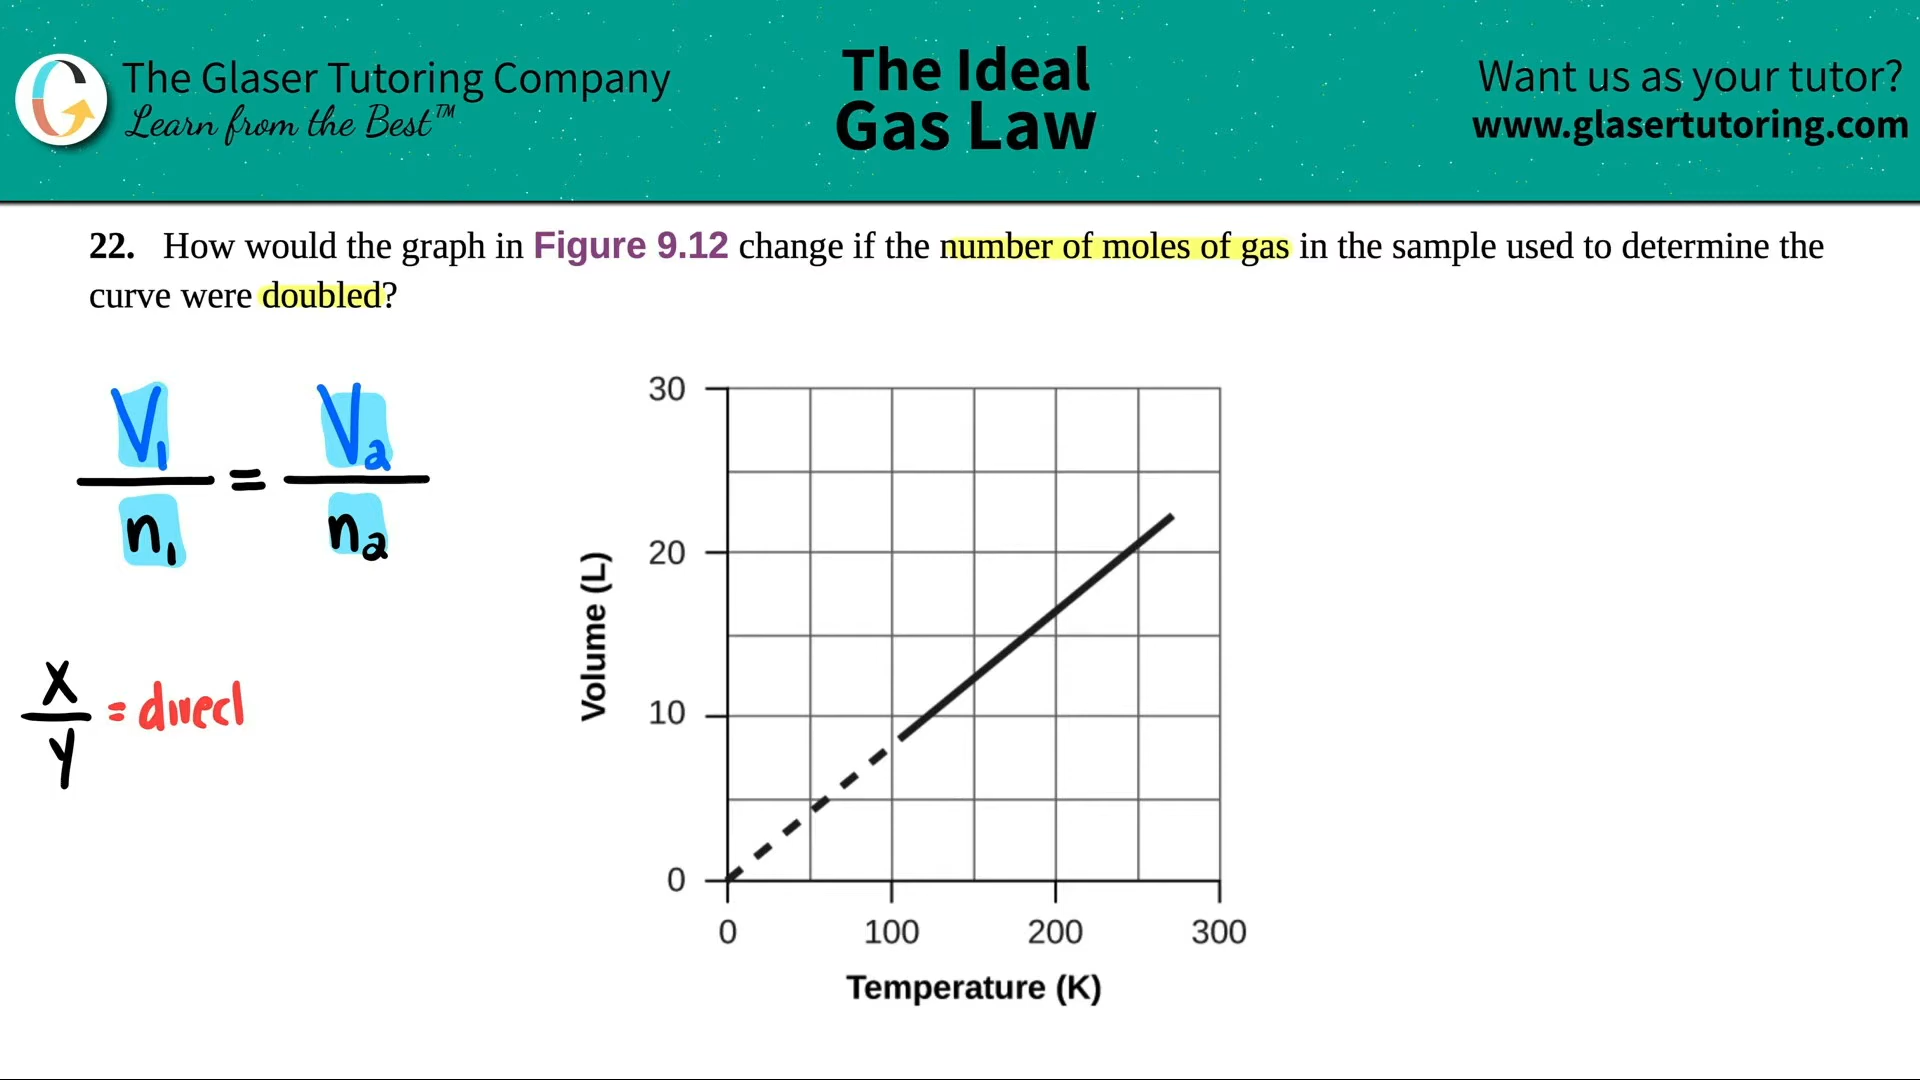 The Glaser Tutoring Company
Learn from the Best™
The Ideal
Gas Law
Want us as your tutor?
www.glasertutoring.com
22. How would the graph in Figure 9.12 change if the number of moles of gas in the sample used to determine the
curve were doubled?
V₁ = V₂
n₁ n₂
x
y
= direcl
30
20
10
0
Volume (L)
0 100 200 300
Temperature (K)